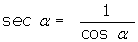 sec α = 1/cos α